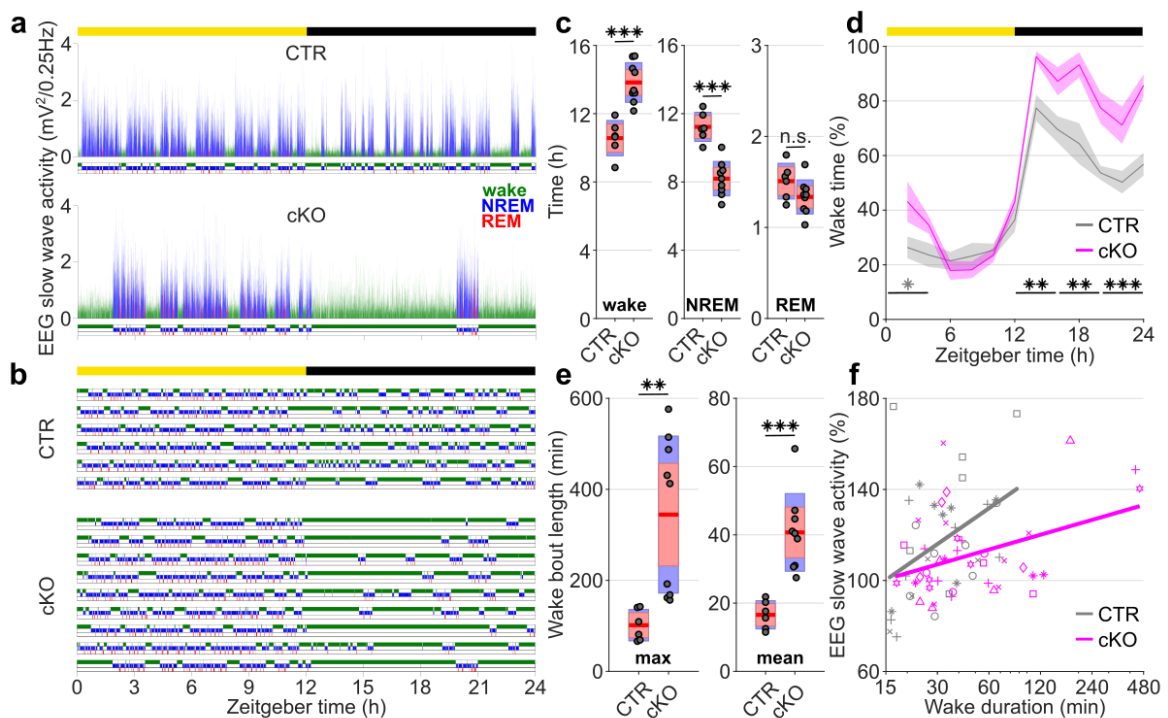 a
CTR
cKO
EEG slow wave activity (mV²/0.25Hz)
4
2
0
4
2
0
wake
NREM
REM
c
***
***
n.s.
Time (h)
16
14
12
10
8
6
4
2
0
16
12
8
4
0
3
2
1
0
wake
NREM
REM
CTR
cKO
CTR
cKO
CTR
cKO
d
Wake time (%)
100
80
60
40
20
0
CTR
cKO
*
**
**
***
0
6
12
18
24
Zeitgeber time (h)
b
CTR
cKO
0
3
6
9
12
15
18
21
24
Zeitgeber time (h)
e
**
***
Wake bout length (min)
600
400
200
0
80
60
40
20
0
max
mean
CTR
cKO
CTR
cKO
f
EEG slow wave activity (%)
180
140
100
60
CTR
cKO
15
30
60
120
480
Wake duration (min)